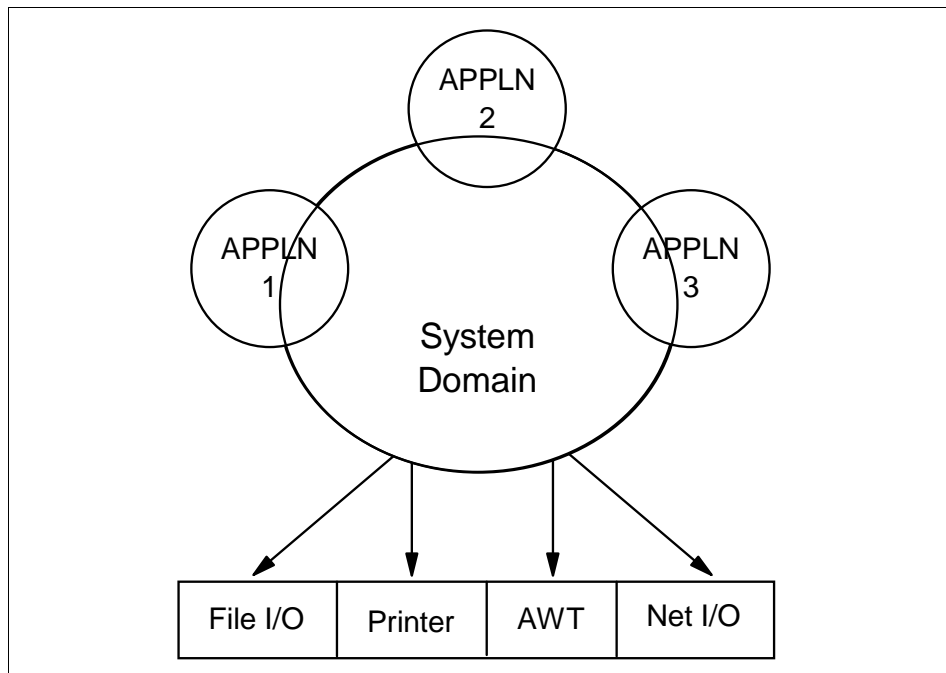 APPLN
2
APPLN
1
APPLN
3
System
Domain
File I/O
Printer
AWT
Net I/O